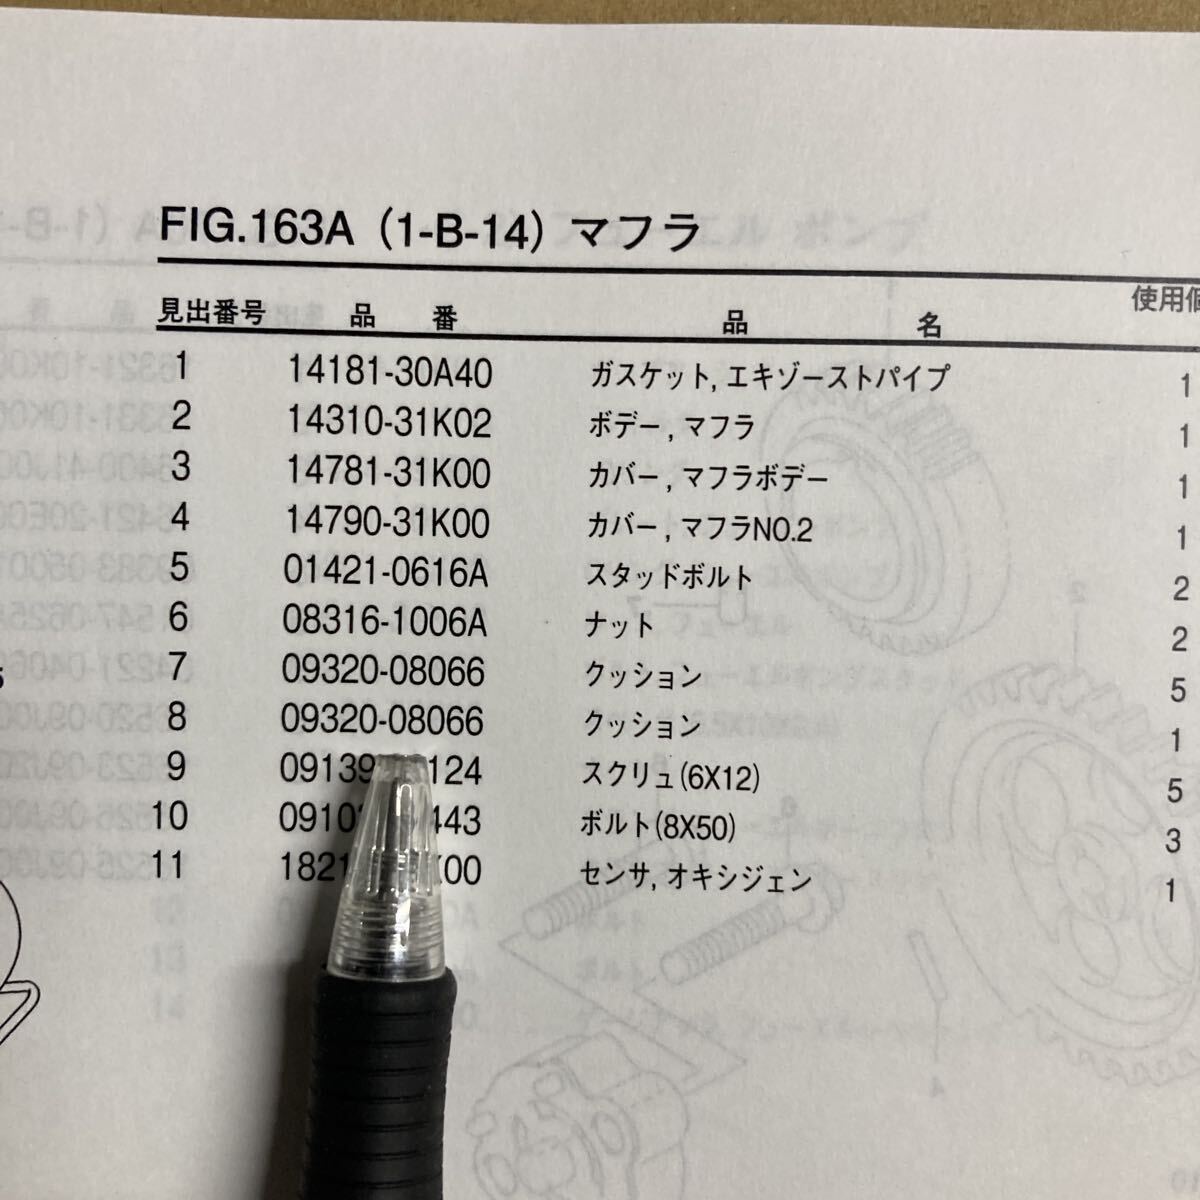 FIG.163A (1-B-14) マフラ
見出番号 品 番 品 名 使用個
1 14181-30A40 ガスケット, エキゾーストパイプ 1
2 14310-31K02 ボデー, マフラ 1
3 14781-31K00 カバー, マフラボデー 1
4 14790-31K00 カバー, マフラNO.2 1
5 01421-0616A スタッドボルト 2
6 08316-1006A ナット 2
7 09320-08066 クッション 5
8 09320-08066 クッション 1
9 スクリュ(6X12) 5
10 ボルト(8X50) 3
11 センサ, オキシジェン 1